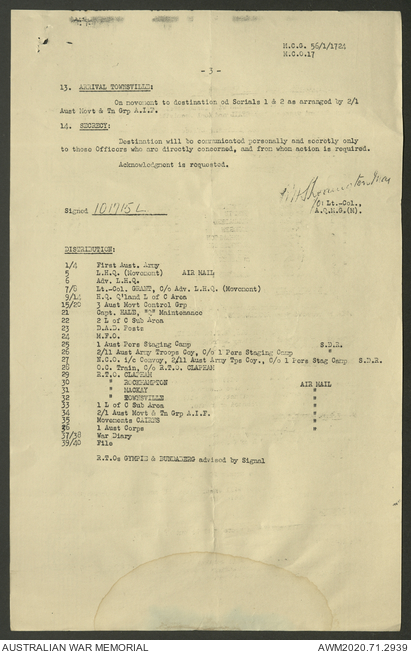 H.C.G. 56/1/1724
H.C.O.17
- 3 -
13. ARRIVAL TOWNSVILLE:
On movement to destination of Serials 1 & 2 as arranged by 2/1
Aust Movt & Tn Grp A.I.F.
14. SECRECY:
Destination will be communicated personally and secretly only
to those Officers who are directly concerned, and from whom action is required.
Acknowledgment is requested.
Lt-Col.,
A.Q.M.G.(M).
Signed 101715L
DISTRIBUTION:
1/4 First Aust. Army
5 L.H.Q. (Movement) AIR MAIL
6 Adv. L.H.Q.
7/8 Lt.-Col. GRANT, C/o Adv. L.H.Q. (Movement)
9/14 H.Q. Q'land L of C Area
15/20 3 Aust Movt Control Grp
21 Capt. HALE, "Q" Maintenance
22 2 L of C Sub Area
23 D.A.D. Posts
24 M.F.O.
25 1 Aust Pers Staging Camp S.D.R.
26 2/11 Aust Army Troops Coy, C/o 1 Pers Staging Camp "
27 N.C.O. i/c Convoy, 2/11 Aust Army Tps Coy., C/o 1 Pers Stag Camp S.D.R.
28 O.C. Train, C/o R.T.O. CLAPHAM
29 R.T.O. CLAPHAM
30 " ROCKHAMPTON AIR MAIL
31 " MACKAY "
32 " TOWNSVILLE "
33 1 L of C Sub Area "
34 2/1 Aust Movt & Tn Grp A.I.F. "
35 Movements CAIRNS "
36 1 Aust Corps "
37/38 War Diary
39/40 File
R.T.Os GYMPIE & BUNDABERG advised by Signal
AUSTRALIAN WAR MEMORIAL
AWM2020.71.2939